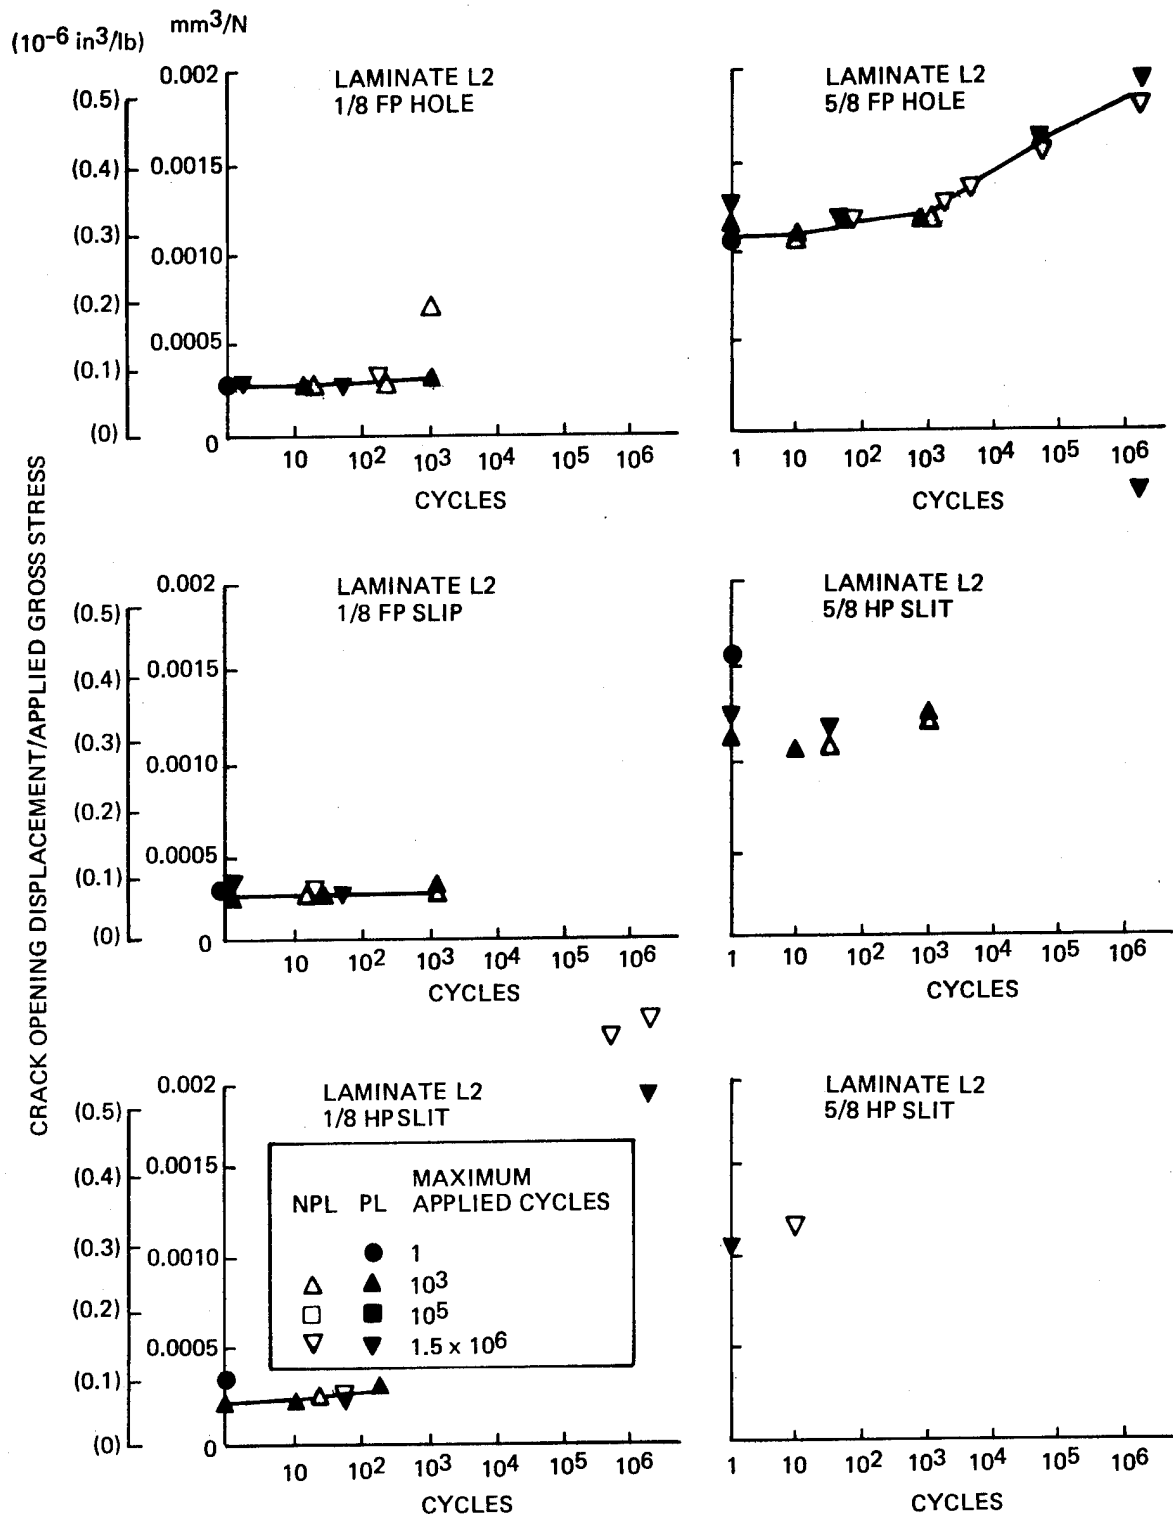 (10⁻⁶ in³/lb) mm³/N
CRACK OPENING DISPLACEMENT/APPLIED GROSS STRESS
LAMINATE L2
1/8 FP HOLE
(0.5)
(0.4)
(0.3)
(0.2)
(0.1)
(0)
0.002
0.0015
0.0010
0.0005
0
10 10² 10³ 10⁴ 10⁵ 10⁶
CYCLES
LAMINATE L2
5/8 FP HOLE
1 10 10² 10³ 10⁴ 10⁵ 10⁶
CYCLES
LAMINATE L2
1/8 FP SLIP
(0.5)
(0.4)
(0.3)
(0.2)
(0.1)
(0)
0.002
0.0015
0.0010
0.0005
0
10 10² 10³ 10⁴ 10⁵ 10⁶
CYCLES
LAMINATE L2
5/8 HP SLIT
1 10 10² 10³ 10⁴ 10⁵ 10⁶
CYCLES
LAMINATE L2
1/8 HP SLIT
(0.5)
(0.4)
(0.3)
(0.2)
(0.1)
(0)
0.002
0.0015
0.0010
0.0005
0
MAXIMUM
NPL PL APPLIED CYCLES
1
10³
10⁵
1.5 x 10⁶
10 10² 10³ 10⁴ 10⁵ 10⁶
CYCLES
LAMINATE L2
5/8 HP SLIT
1 10 10² 10³ 10⁴ 10⁵ 10⁶
CYCLES